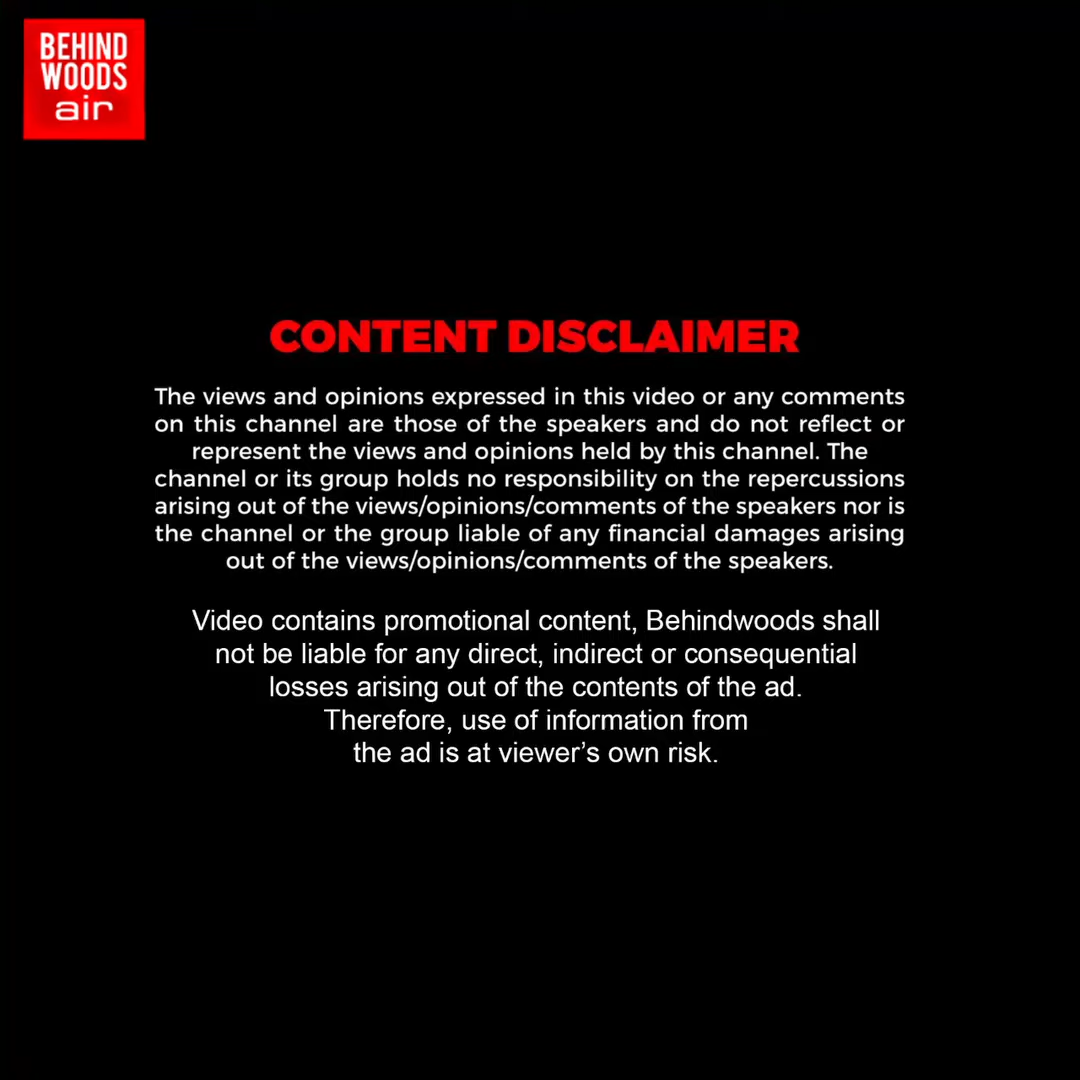 BEHIND
WOODS
air
CONTENT DISCLAIMER
The views and opinions expressed in this video or any comments
on this channel are those of the speakers and do not reflect or
represent the views and opinions held by this channel. The
channel or its group holds no responsibility on the repercussions
arising out of the views/opinions/comments of the speakers nor is
the channel or the group liable of any financial damages arising
out of the views/opinions/comments of the speakers.
Video contains promotional content, Behindwoods shall
not be liable for any direct, indirect or consequential
losses arising out of the contents of the ad.
Therefore, use of information from
the ad is at viewer’s own risk.